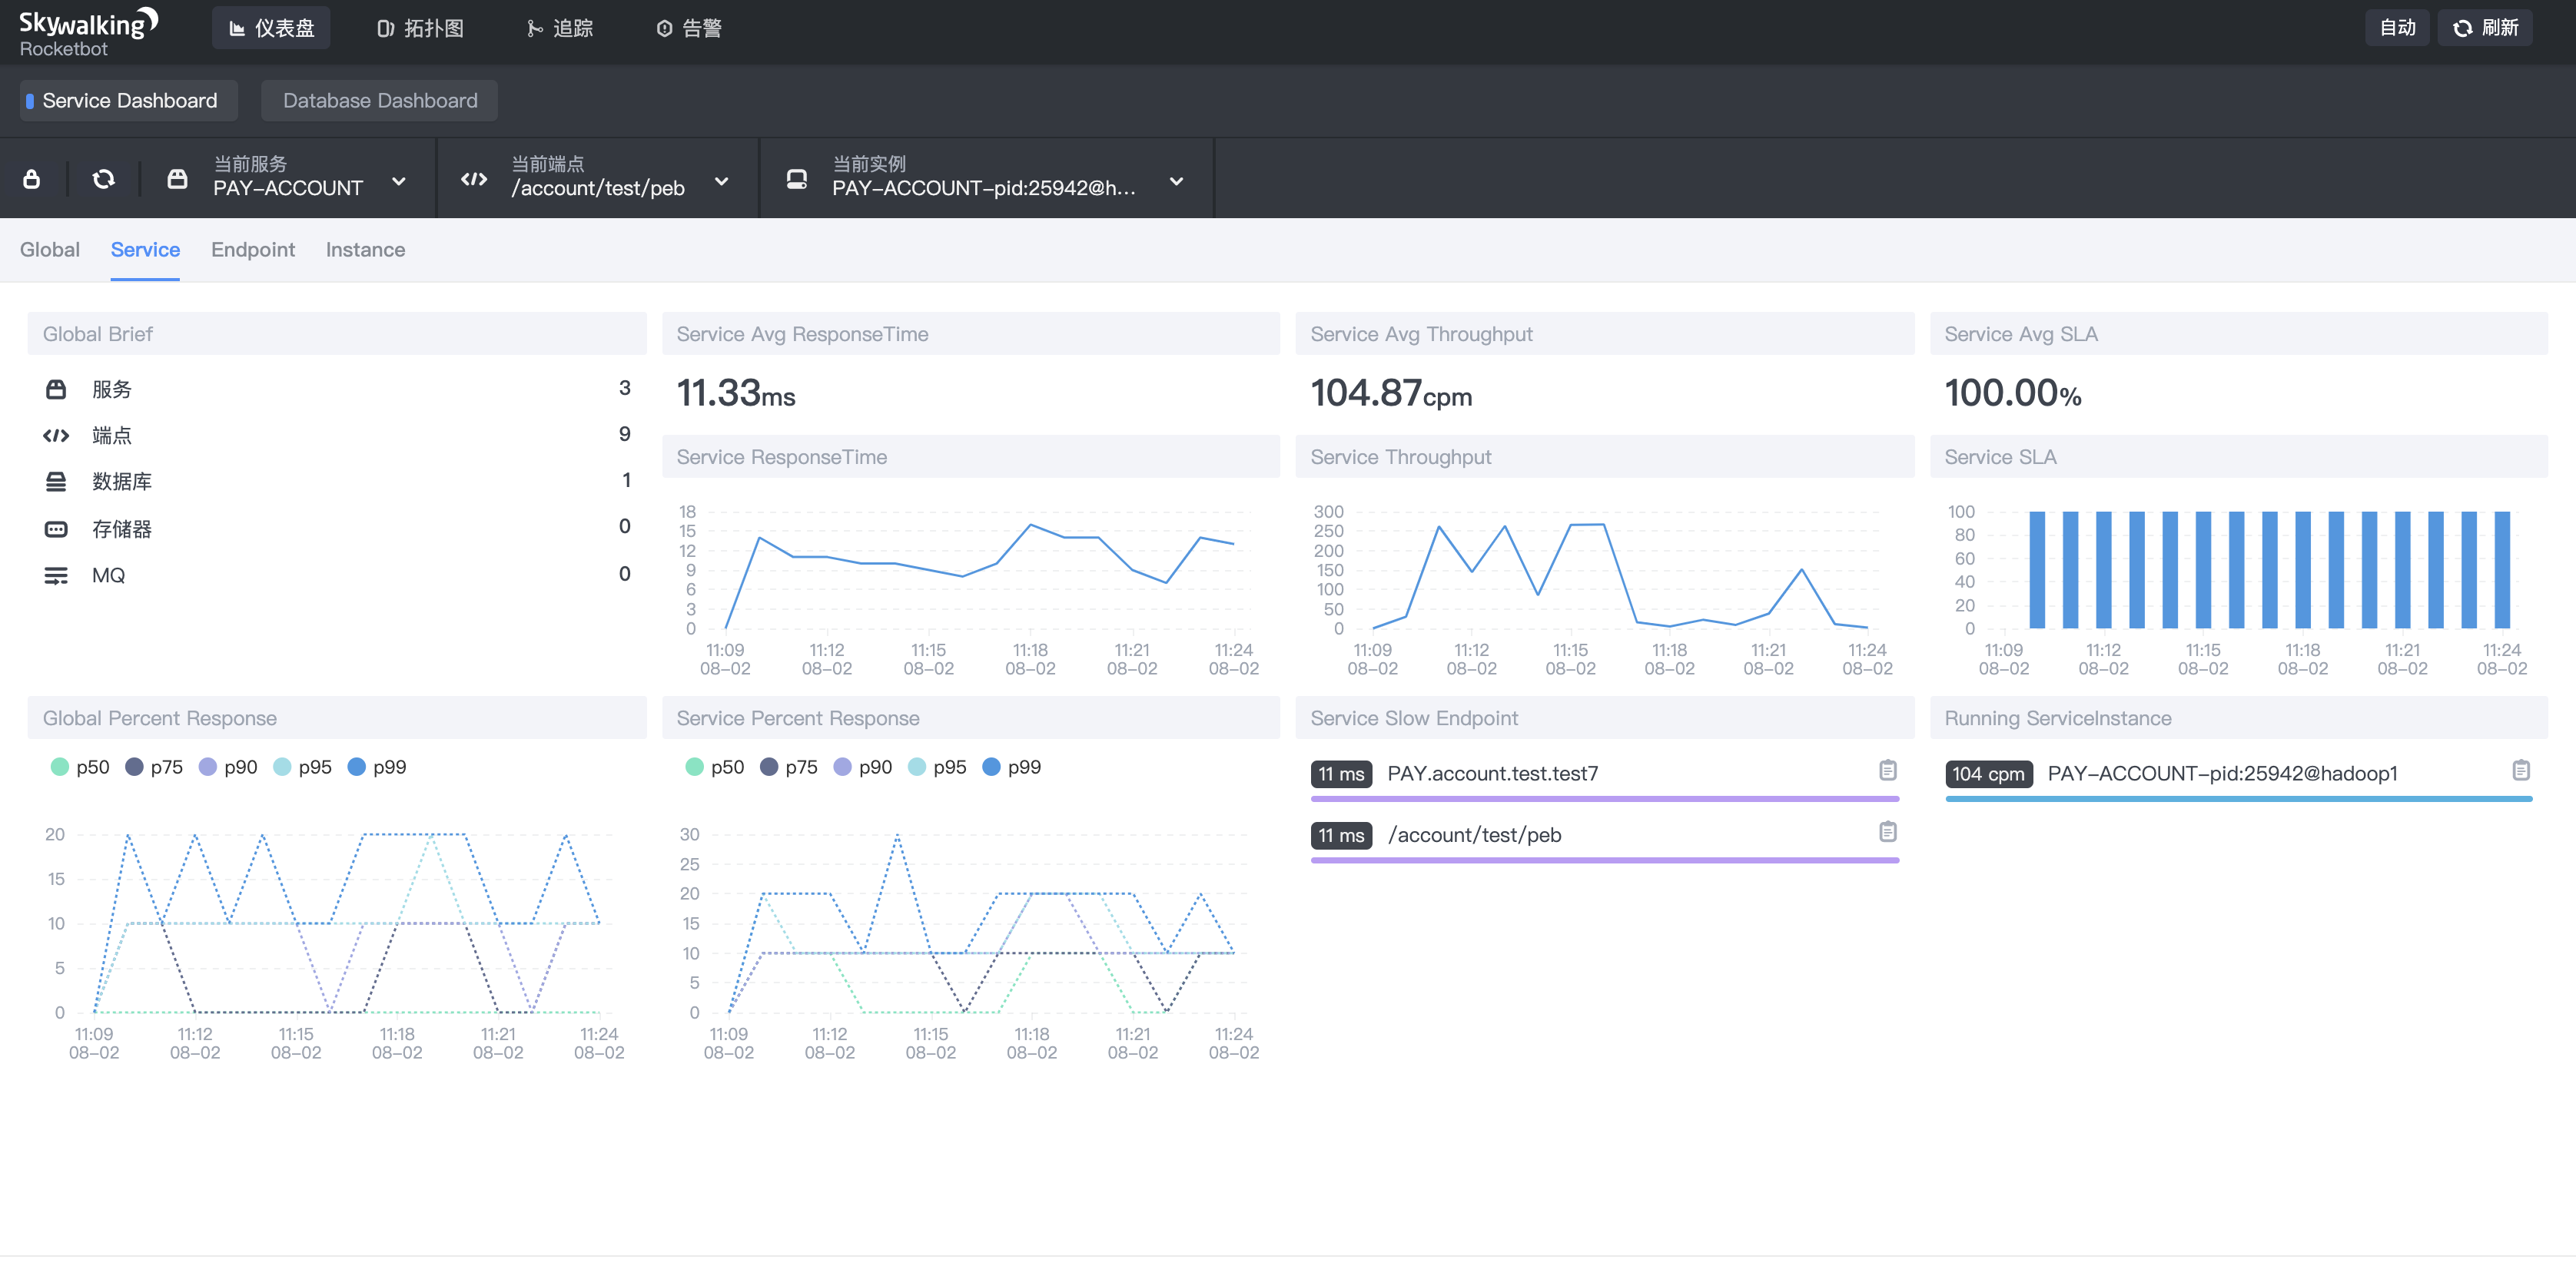 Skywalking
Rocketbot
仪表盘
拓扑图
追踪
告警
自动
刷新
Service Dashboard
Database Dashboard
当前服务
PAY-ACCOUNT
当前端点
/account/test/peb
当前实例
PAY-ACCOUNT-pid:25942@h...
Global
Service
Endpoint
Instance
Global Brief
服务 3
端点 9
数据库 1
存储器 0
MQ 0
Service Avg ResponseTime
11.33ms
Service Avg Throughput
104.87cpm
Service Avg SLA
100.00%
Service ResponseTime
18
15
12
9
6
3
0
11:09 11:12 11:15 11:18 11:21 11:24
08-02 08-02 08-02 08-02 08-02 08-02
Service Throughput
300
250
200
150
100
50
0
11:09 11:12 11:15 11:18 11:21 11:24
08-02 08-02 08-02 08-02 08-02 08-02
Service SLA
100
80
60
40
20
0
11:09 11:12 11:15 11:18 11:21 11:24
08-02 08-02 08-02 08-02 08-02 08-02
Global Percent Response
p50 p75 p90 p95 p99
20
15
10
5
0
11:09 11:12 11:15 11:18 11:21 11:24
08-02 08-02 08-02 08-02 08-02 08-02
Service Percent Response
p50 p75 p90 p95 p99
30
25
20
15
10
5
0
11:09 11:12 11:15 11:18 11:21 11:24
08-02 08-02 08-02 08-02 08-02 08-02
Service Slow Endpoint
11 ms PAY.account.test.test7
11 ms /account/test/peb
Running ServiceInstance
104 cpm PAY-ACCOUNT-pid:25942@hadoop1